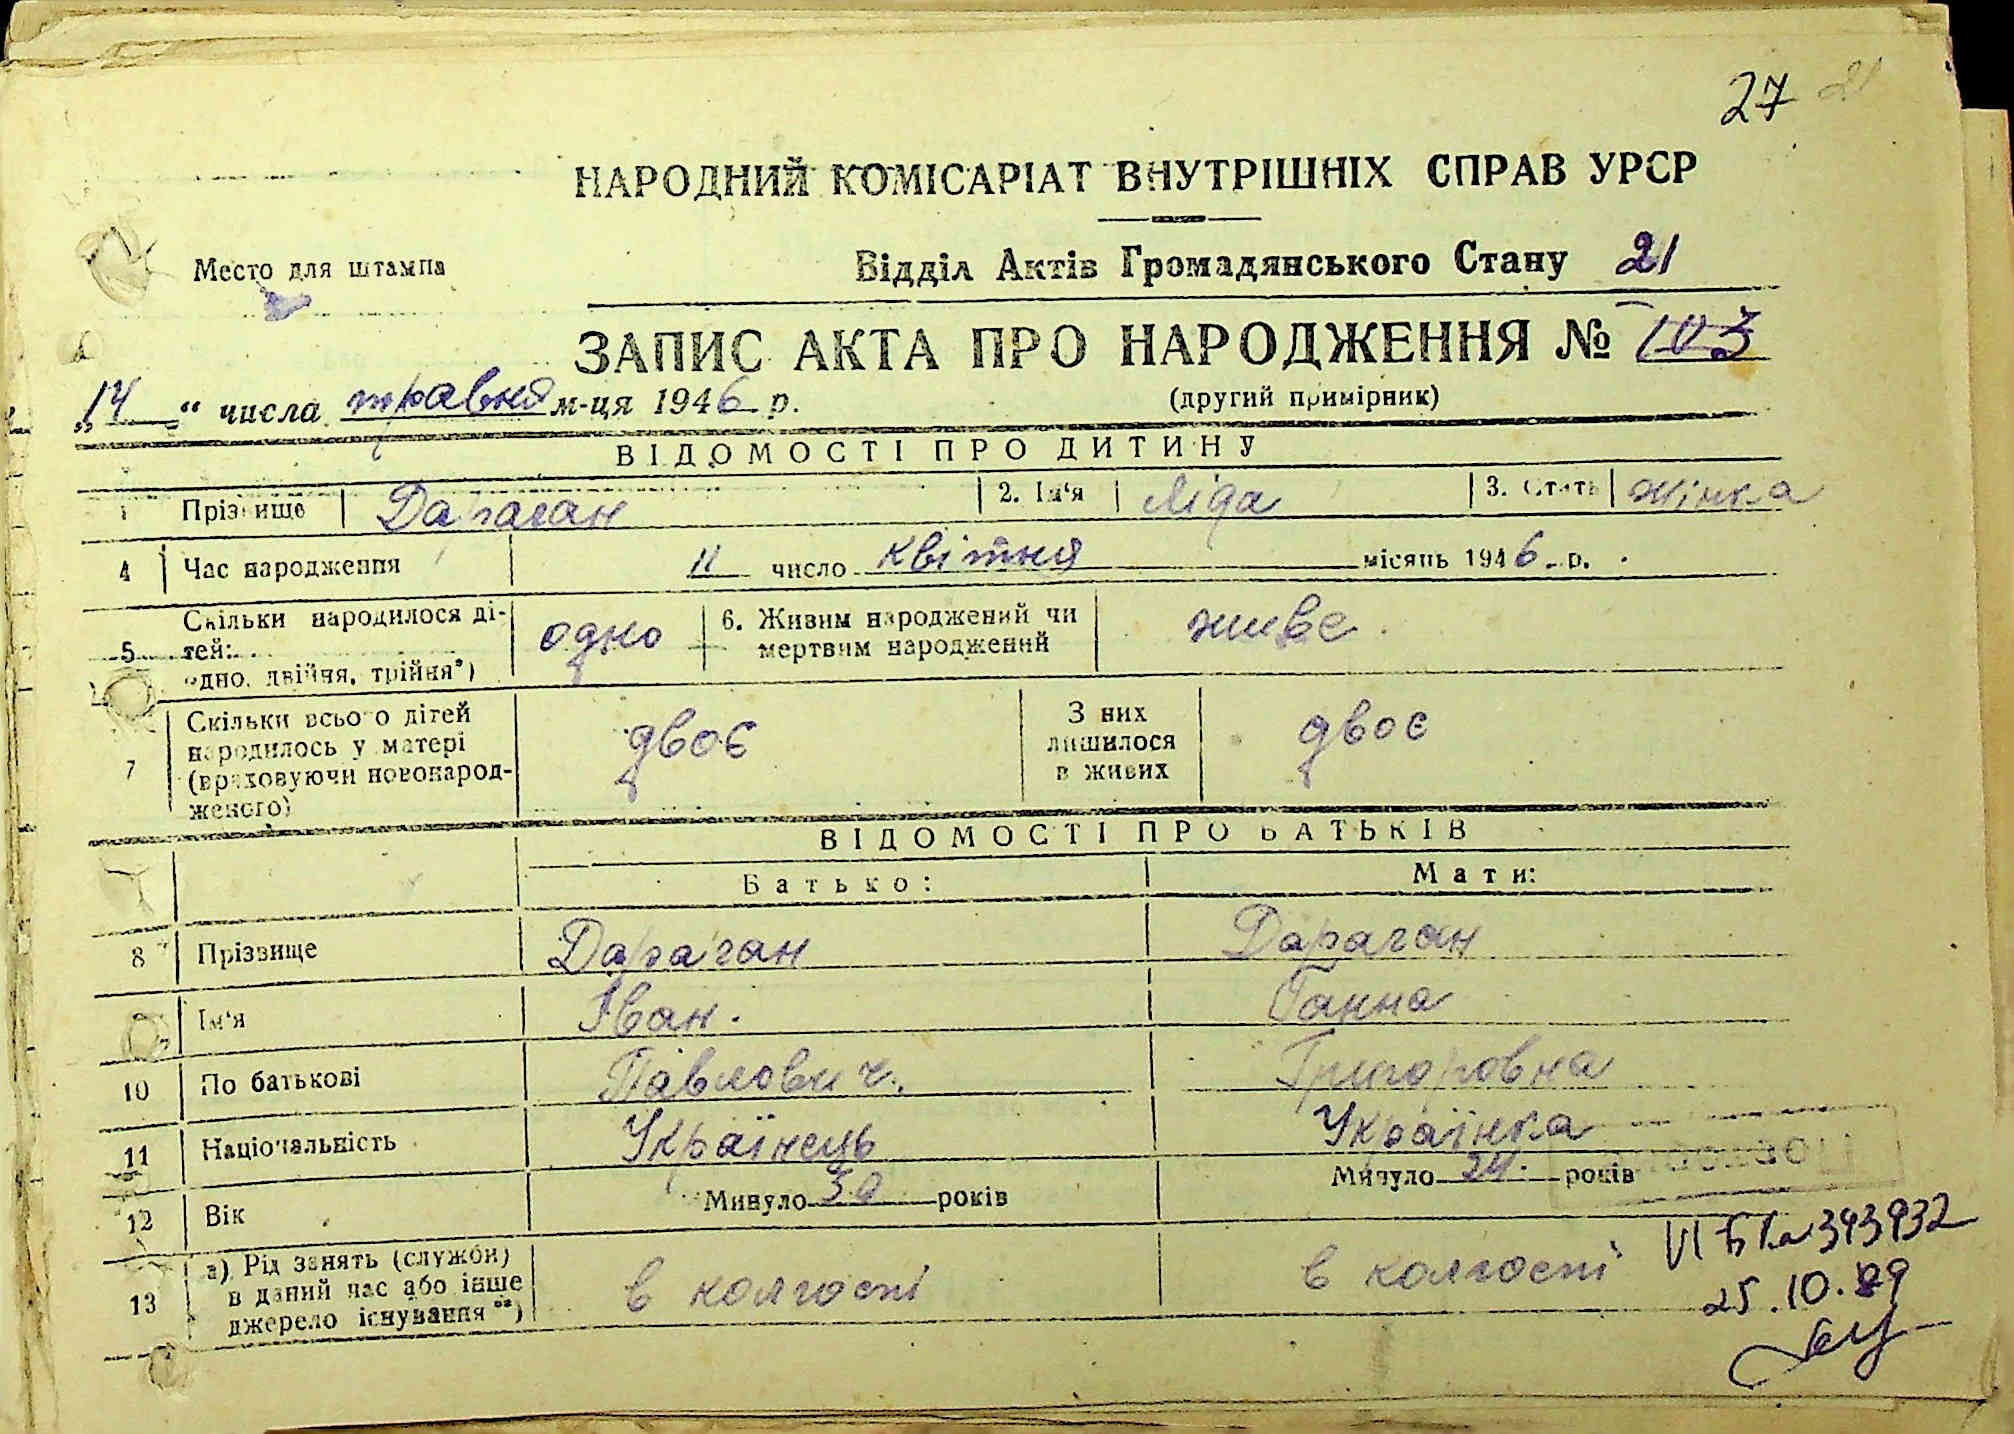 27 21
НАРОДНИЙ КОМІСАРІАТ ВНУТРІШНІХ СПРАВ УРСР
Место для штампа
Відділ Актів Громадянського Стану 21
ЗАПИС АКТА ПРО НАРОДЖЕННЯ № 103
„14“ числа травня м-ця 1946 р.
(другий примірник)
ВІДОМОСТІ ПРО ДИТИНУ
1 Прізвище Дараган 2. Ім'я Ліда 3. Стать жінка
4 Час народження 11 число квітня місяць 1946 р.
5 Скільки народилося дітей: одно, двійня, трійня*) одно 6. Живим народжений чи мертвим народжений живе
7 Скільки всього дітей народилось у матері (враховуючи новонародженого) двоє З них лишилося в живих двоє
ВІДОМОСТІ ПРО БАТЬКІВ
Батько: Мати:
8 Прізвище Дараган Дараган
Ім'я Іван. Ганна
10 По батькові Павлович. Григоровна
11 Національність Українець Українка
12 Вік Минуло 30 років Минуло 24 років
13 а) Рід занять (служби) в даний час або інше джерело існування**) в колгоспі в колгоспі
393932
25.10.89